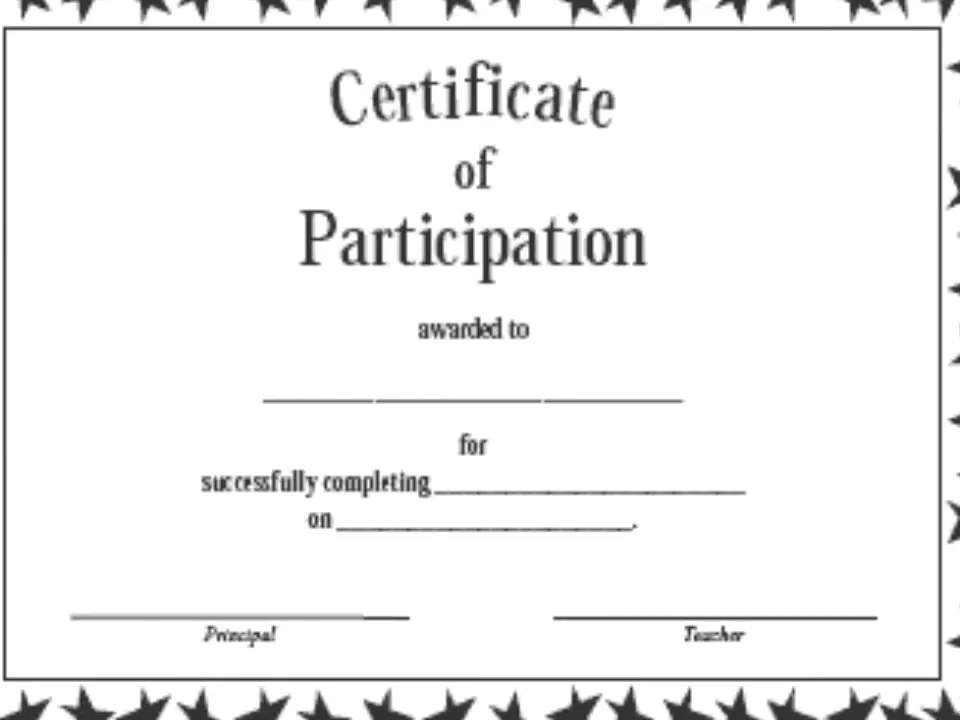 Certificate
of
Participation
awarded to
for
successfully completing
on .
Principal Teacher